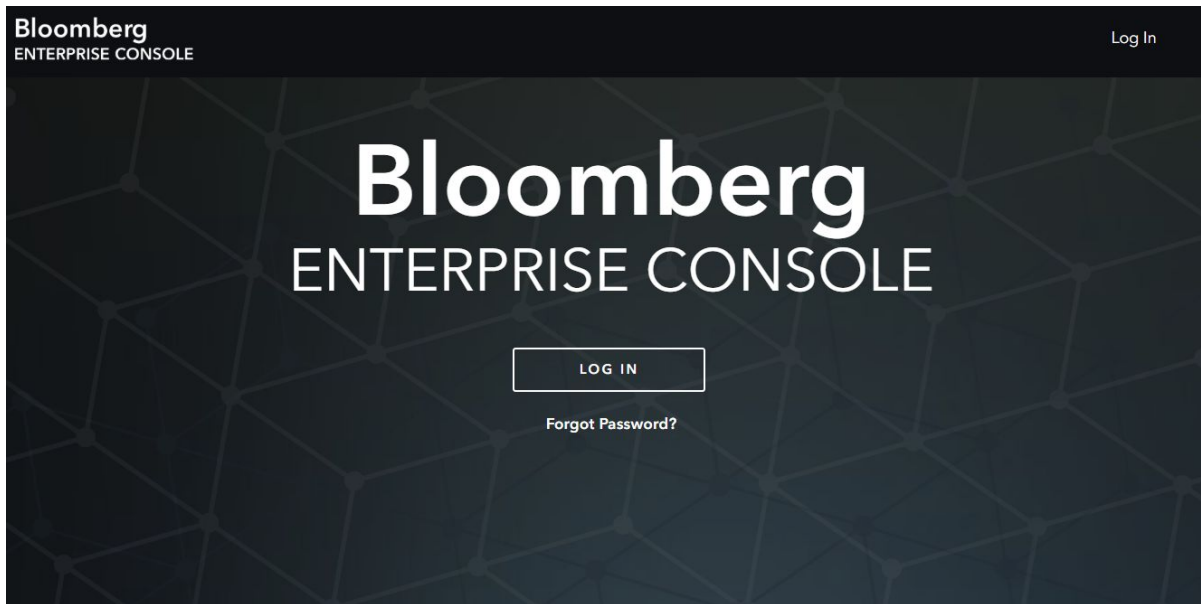 Bloomberg
ENTERPRISE CONSOLE
Log In
Bloomberg
ENTERPRISE CONSOLE
LOG IN
Forgot Password?